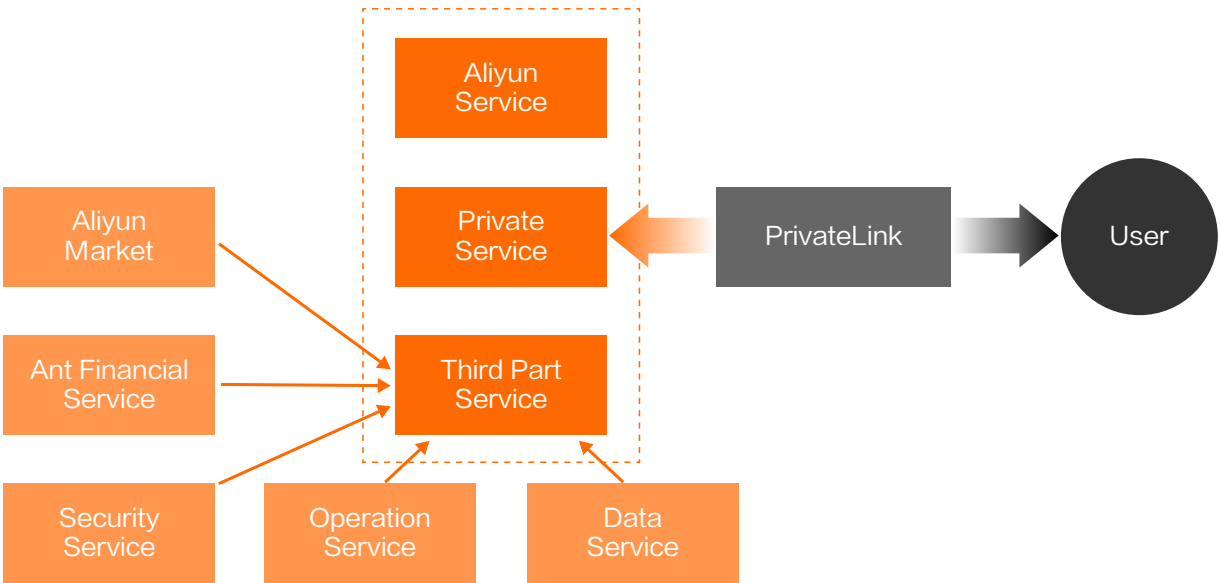 Aliyun
Service
Aliyun
Market
Private
Service
PrivateLink
User
Ant Financial
Service
Third Part
Service
Security
Service
Operation
Service
Data
Service